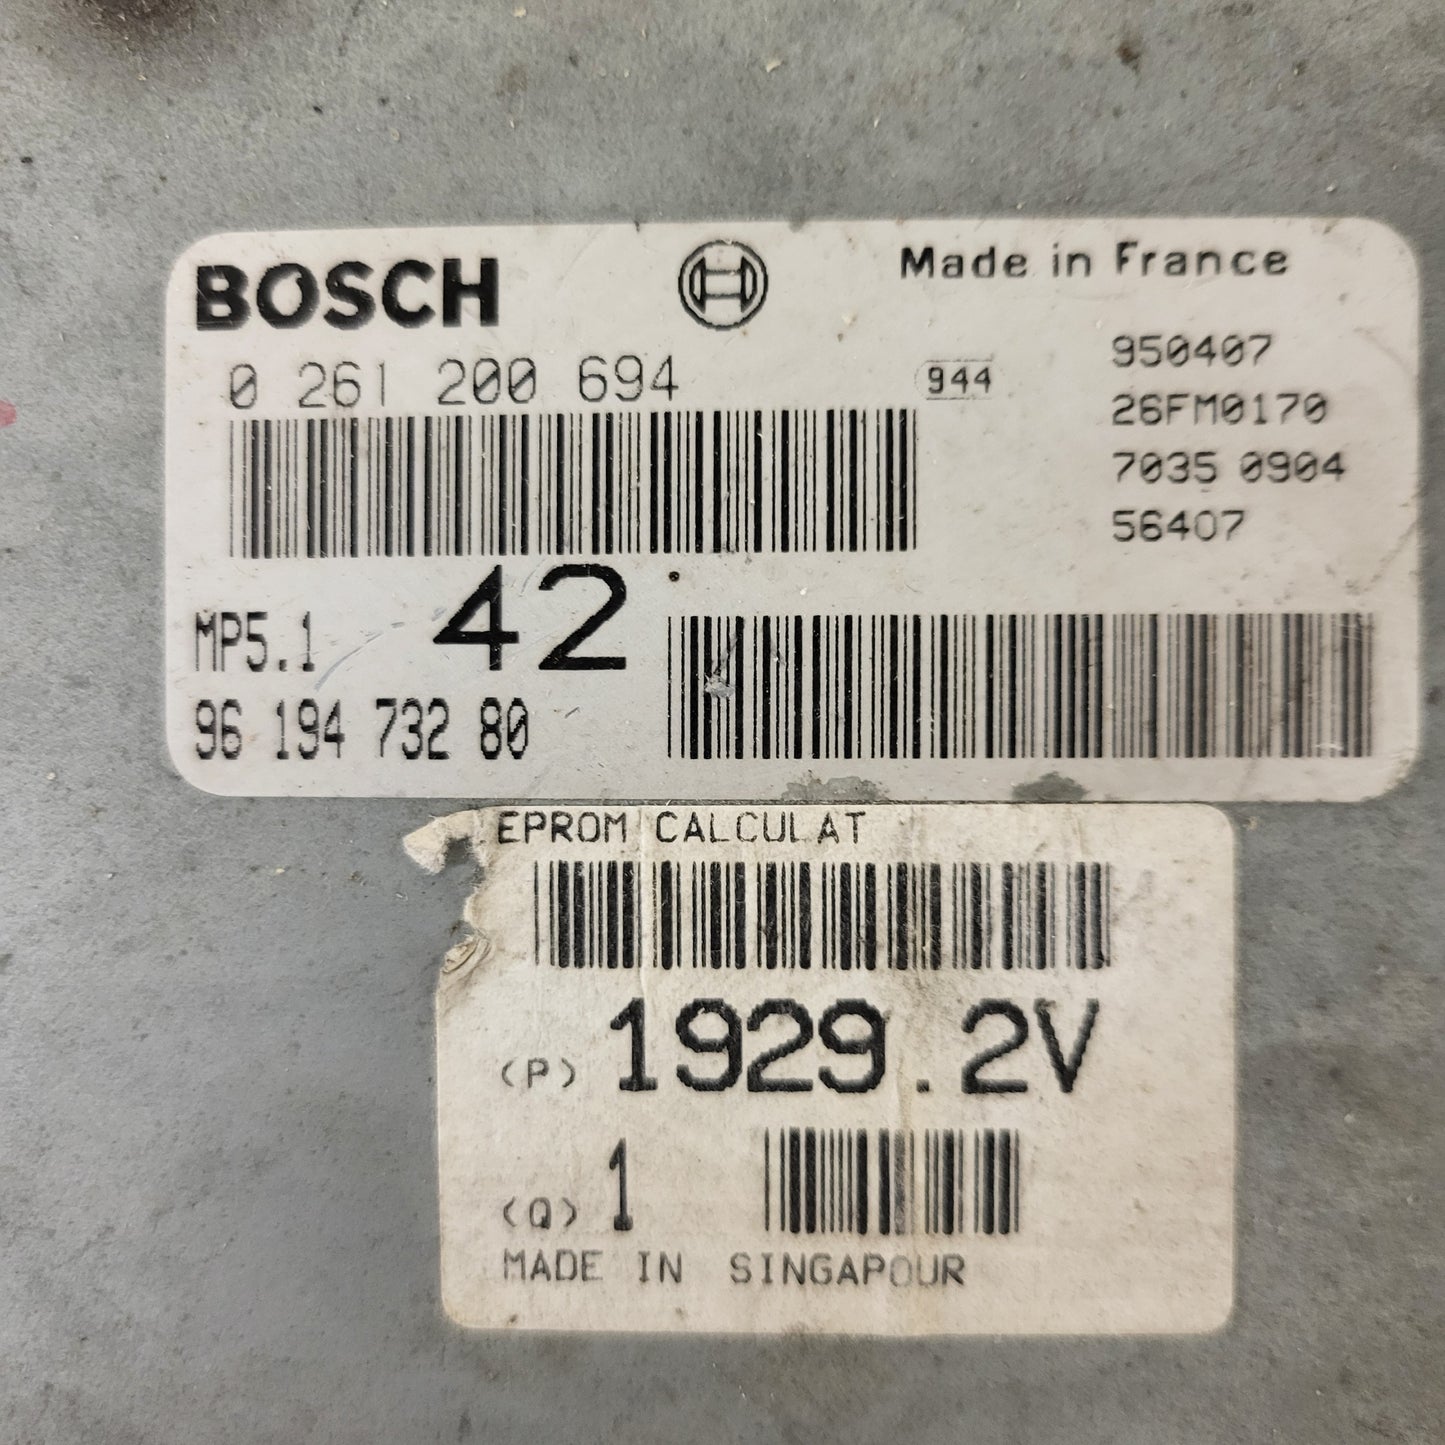 BOSCH
Made in France
0 261 200 694
944
950407
26FM0170
7035 0904
56407
MP5.1
42
96 194 732 80
EPROM CALCULAT
(P) 1929.2V
(Q) 1
MADE IN SINGAPOUR